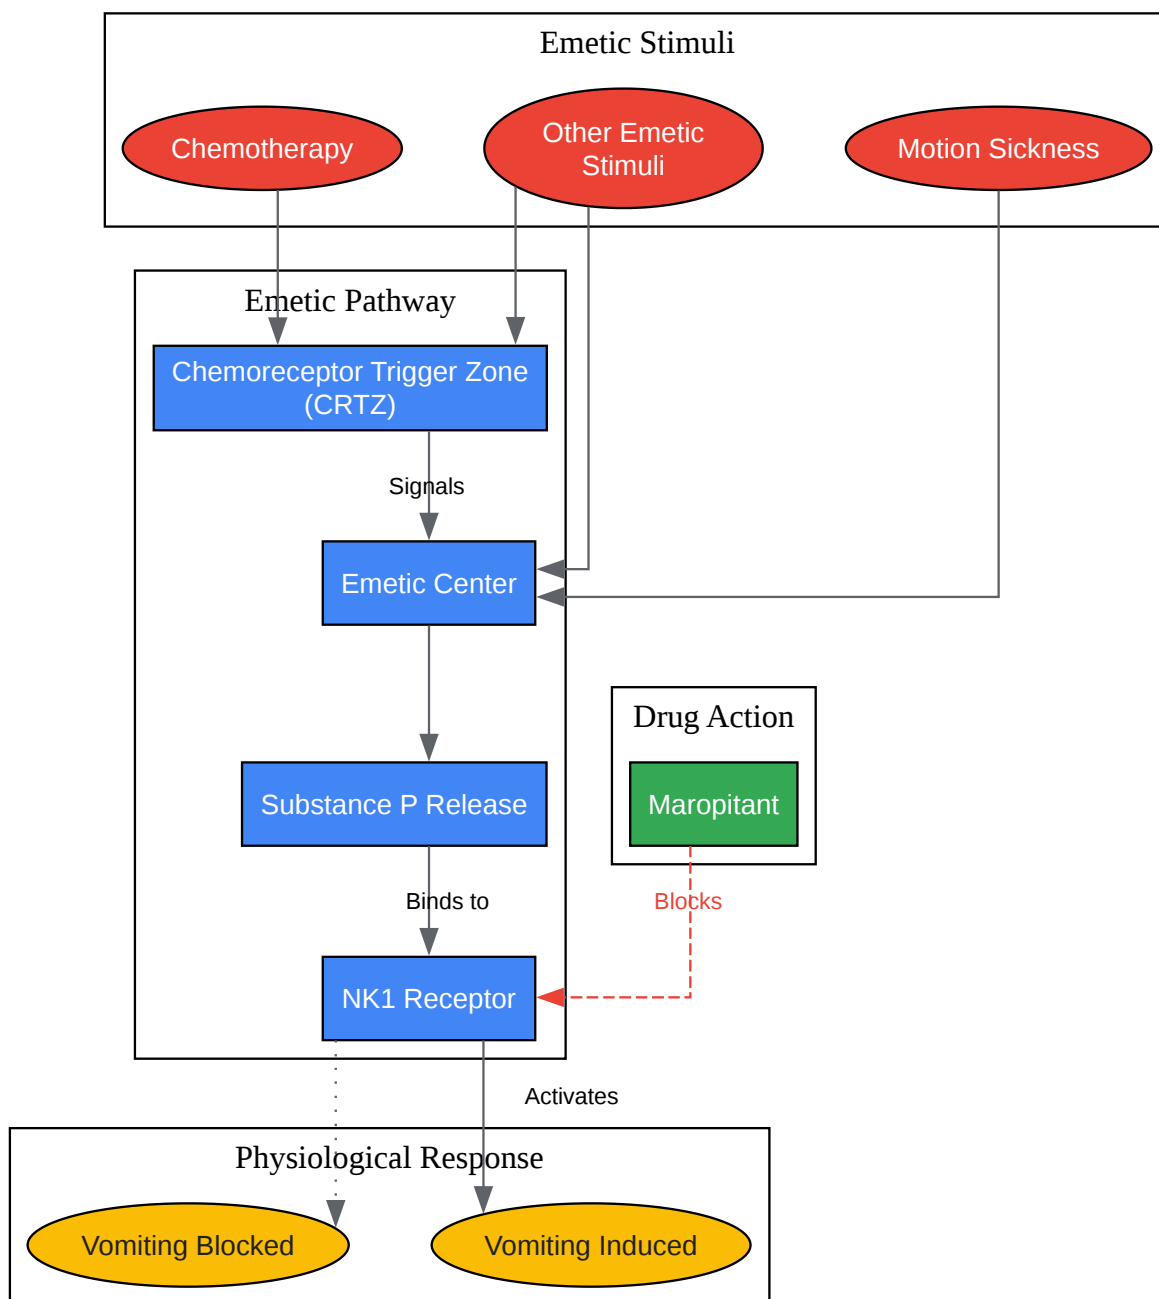 Emetic Stimuli
Chemotherapy
Other Emetic
Stimuli
Motion Sickness
Emetic Pathway
Chemoreceptor Trigger Zone
(CRTZ)
Signals
Emetic Center
Drug Action
Substance P Release
Maropitant
Binds to
Blocks
NK1 Receptor
Activates
Physiological Response
Vomiting Blocked
Vomiting Induced